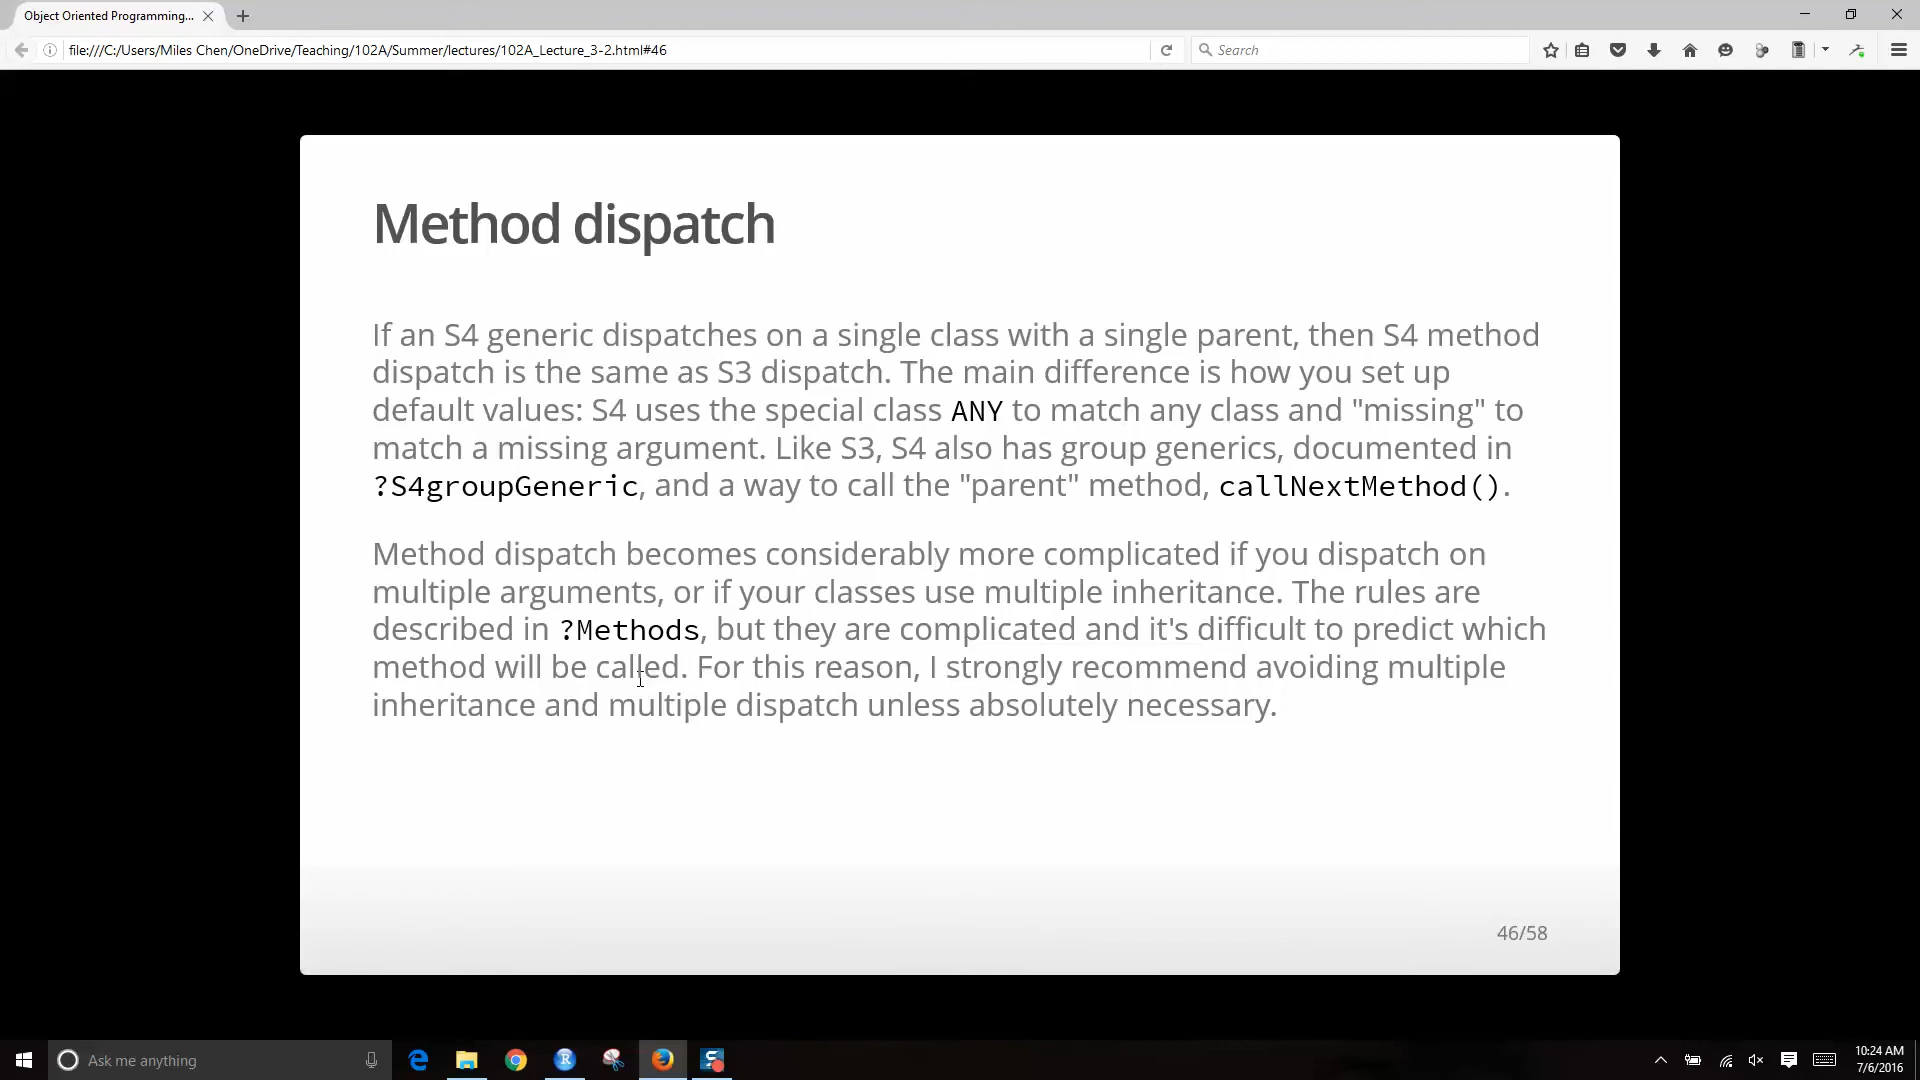 Object Oriented Programming...
file:///C:/Users/Miles Chen/OneDrive/Teaching/102A/Summer/lectures/102A_Lecture_3-2.html#46
Search
Method dispatch
If an S4 generic dispatches on a single class with a single parent, then S4 method
dispatch is the same as S3 dispatch. The main difference is how you set up
default values: S4 uses the special class ANY to match any class and "missing" to
match a missing argument. Like S3, S4 also has group generics, documented in
?S4groupGeneric, and a way to call the "parent" method, callNextMethod().
Method dispatch becomes considerably more complicated if you dispatch on
multiple arguments, or if your classes use multiple inheritance. The rules are
described in ?Methods, but they are complicated and it's difficult to predict which
method will be called. For this reason, I strongly recommend avoiding multiple
inheritance and multiple dispatch unless absolutely necessary.
46/58
Ask me anything
10:24 AM
7/6/2016